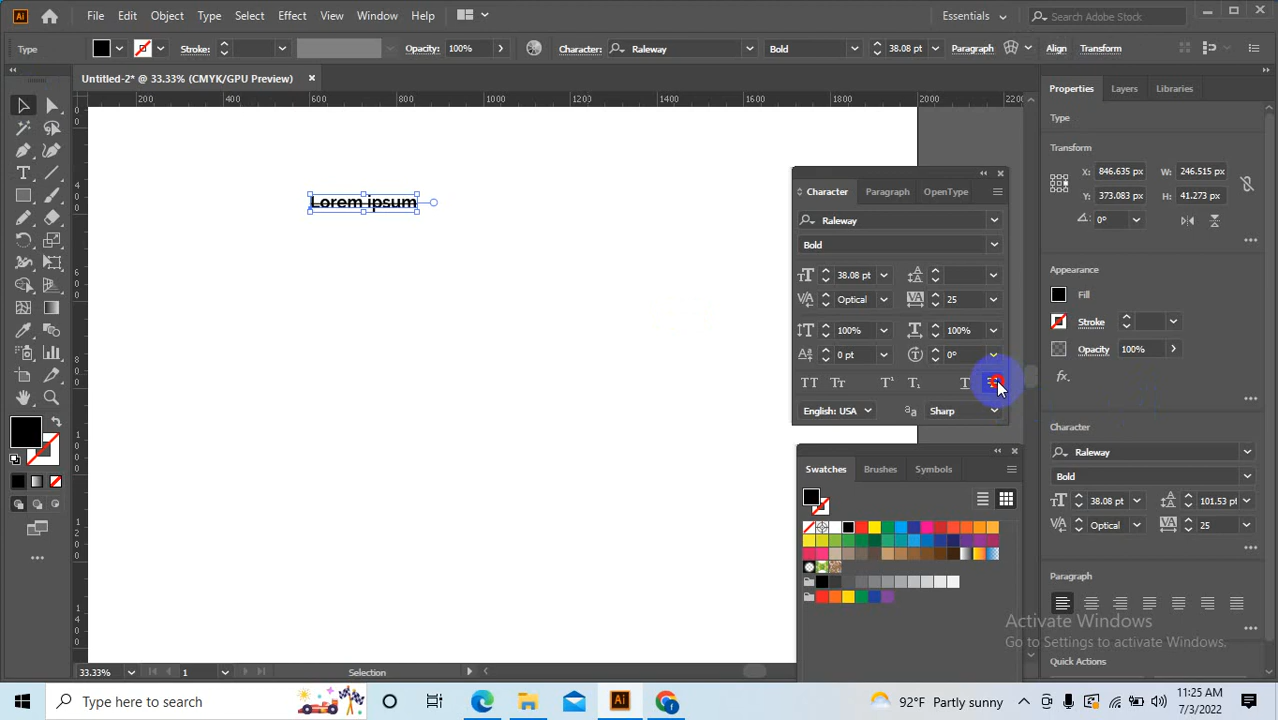 Ai File Edit Object Type Select Effect View Window Help Essentials Search Adobe Stock
Type Stroke: Opacity: 100% Character: Raleway Bold 38.08 pt Paragraph Align Transform
Untitled-2* @ 33.33% (CMYK/GPU Preview)
200 400 600 800 1000 1200 1400 1600 1800 2000 2200
Lorem ipsum
Character Paragraph OpenType
Raleway
Bold
38.08 pt
Optical 25
100% 100%
0 pt 0°
TT Tr T¹ T₁ T T
English: USA Sharp
Swatches Brushes Symbols
Properties Layers Libraries
Type
Transform
X: 846.635 px W: 246.515 px
Y: 373.083 px H: 41.273 px
0°
Appearance
Fill
Stroke
Opacity 100%
fx.
Character
Raleway
Bold
38.08 pt 101.53 pt
Optical 25
Paragraph
Activate Windows
Go to Settings to activate Windows.
Quick Actions
33.33% 1 Selection
Type here to search
Ai
92°F Partly sunny
11:25 AM
7/3/2022